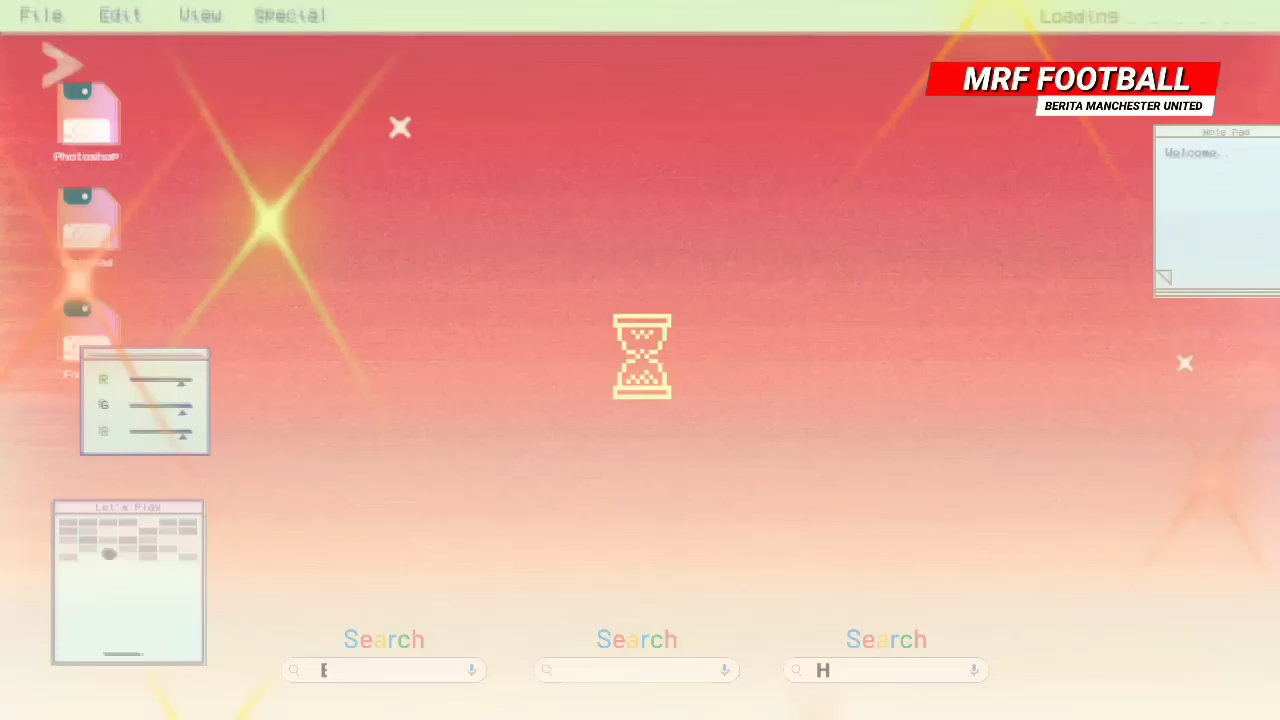 File Edit View Special
Loading
MRF FOOTBALL
BERITA MANCHESTER UNITED
Note Pad
Welcome
Photoshop
R
G
B
Let's Play
Search Search Search
E H